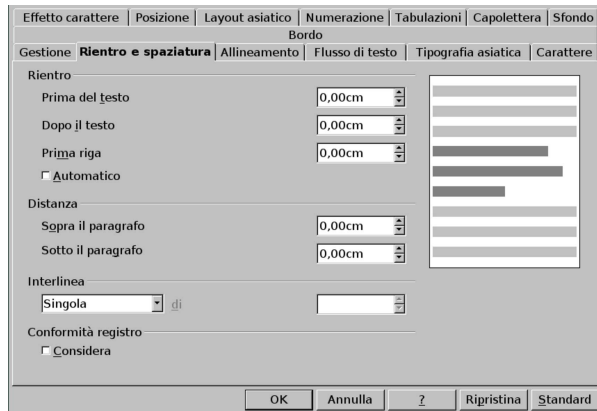 Effetto carattere Posizione Layout asiatico Numerazione Tabulazioni Capolettera Sfondo
Bordo
Gestione Rientro e spaziatura Allineamento Flusso di testo Tipografia asiatica Carattere
Rientro
Prima del testo 0,00cm
Dopo il testo 0,00cm
Prima riga 0,00cm
Automatico
Distanza
Sopra il paragrafo 0,00cm
Sotto il paragrafo 0,00cm
Interlinea
Singola di
Conformità registro
Considera
OK Annulla ? Ripristina Standard